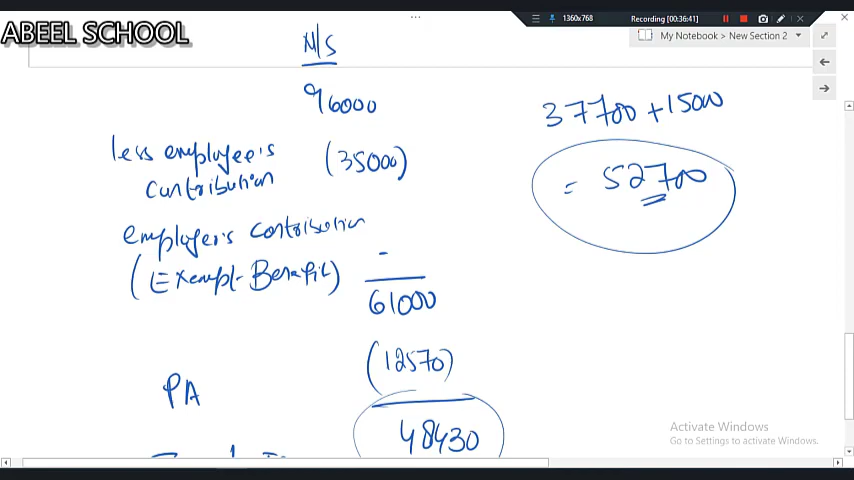 ABEEL SCHOOL
1360x768
Recording [00:36:41]
My Notebook > New Section 2
N/S
96000
less employee's
contribution
(35000)
employer's contribution
(Exempt-Benefit)
-
61000
PA
(12570)
48430
37700 + 15000
= 52700
Activate Windows
Go to Settings to activate Windows.